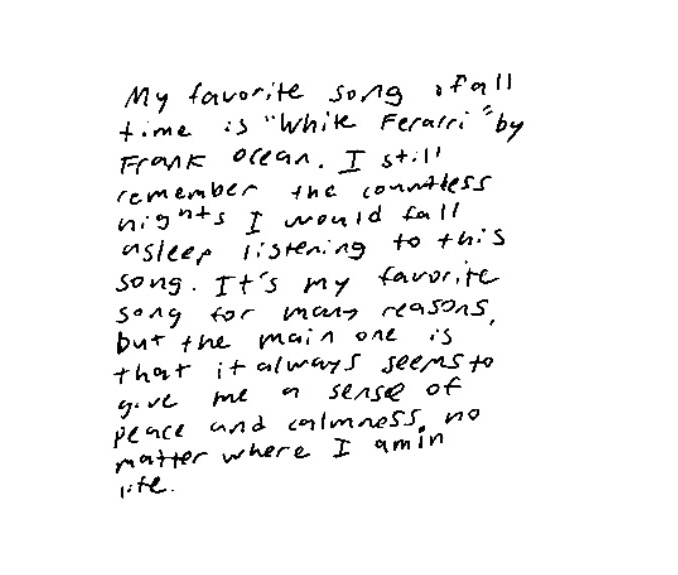 My favorite song of all
time is "White Feralri" by
Frank Ocean. I still
remember the countless
nights I would fall
asleep listening to this
song. It's my favorite
song for many reasons,
but the main one is
that it always seems to
give me a sense of
peace and calmness, no
matter where I am in
life.